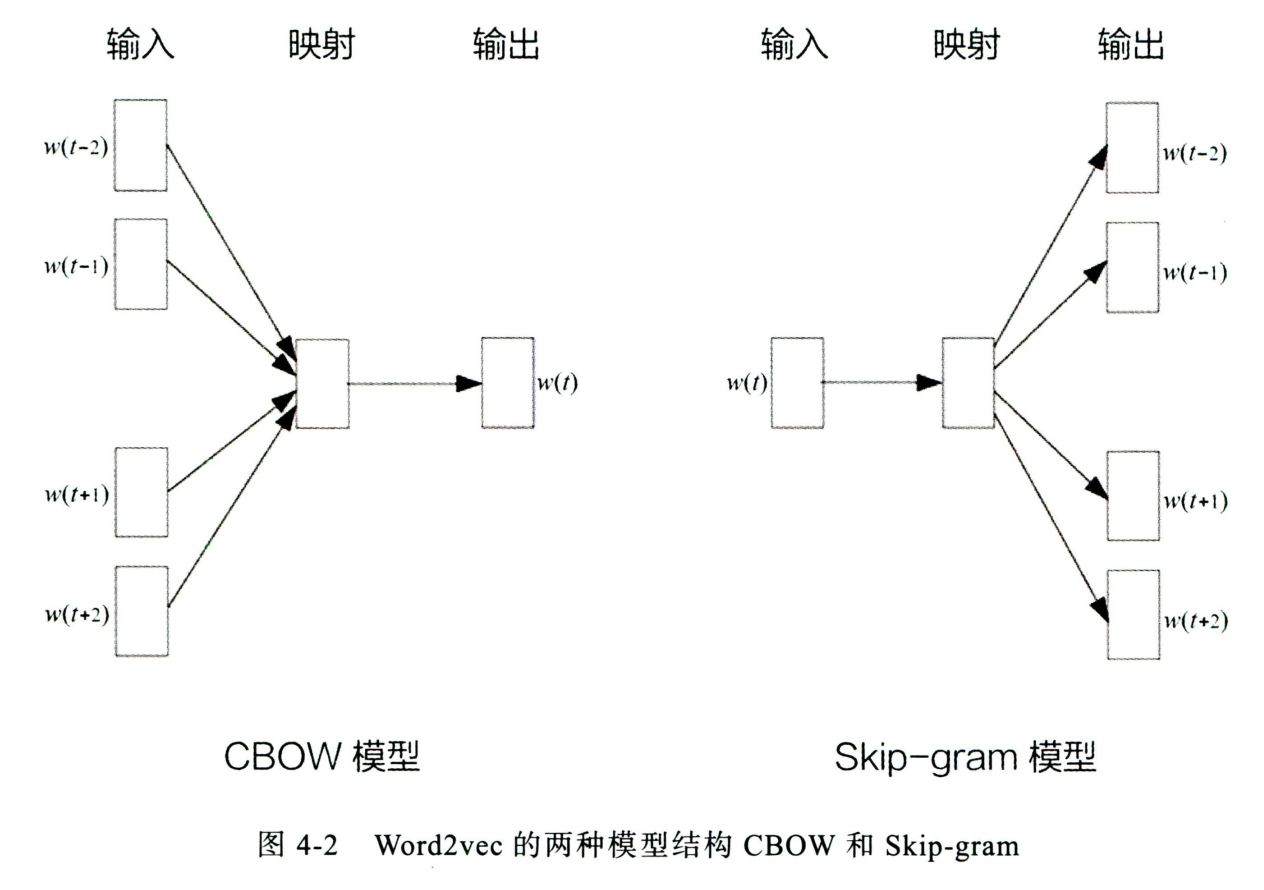 输入 映射 输出 输入 映射 输出
w(t-2) w(t-2)
w(t-1) w(t-1)
w(t) w(t)
w(t+1) w(t+1)
w(t+2) w(t+2)
CBOW 模型 Skip-gram 模型
图 4-2 Word2vec 的两种模型结构 CBOW 和 Skip-gram